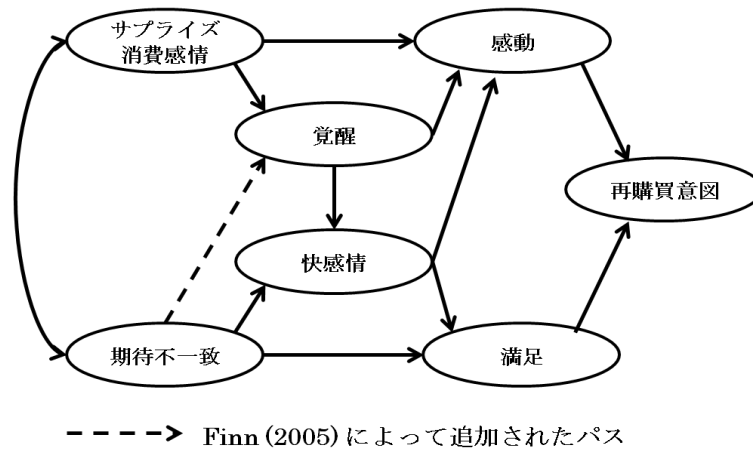 サプライズ
消費感情
感動
覚醒
再購買意図
快感情
期待不一致
満足
Finn (2005) によって追加されたパス